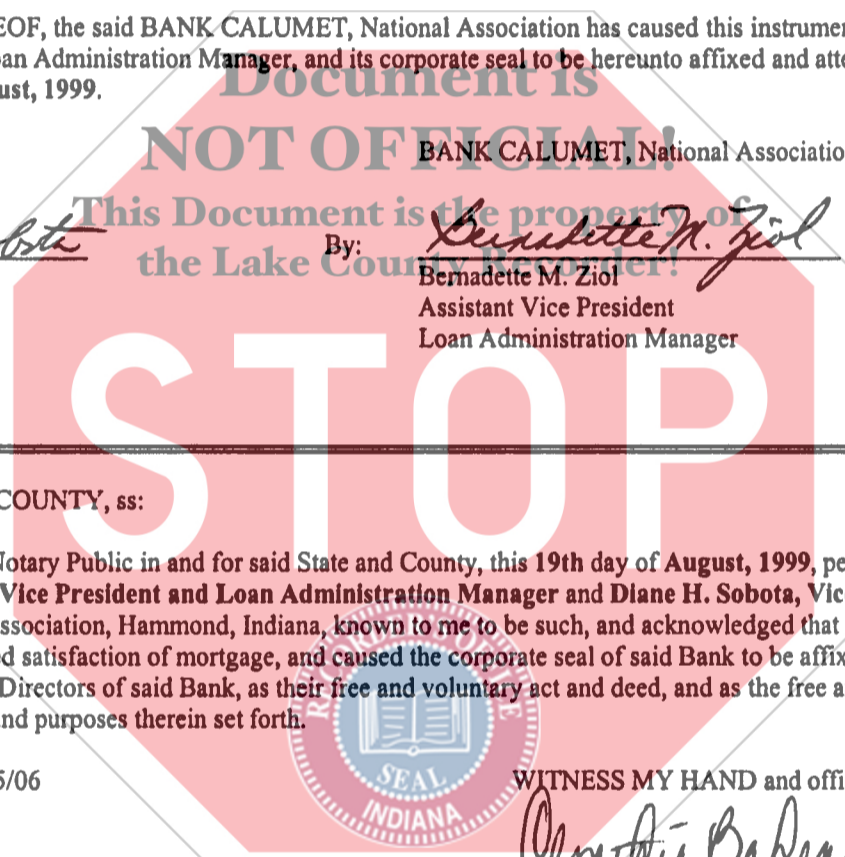 EOF, the said BANK CALUMET, National Association has caused this instrumen
oan Administration Manager, and its corporate seal to be hereunto affixed and atte
ust, 1999.
Document is
NOT OFFICIAL!
BANK CALUMET, National Associatio
This Document is the property of
the Lake County Recorder!
By: Bernadette M. Ziol
Bernadette M. Ziol
Assistant Vice President
Loan Administration Manager
STOP
COUNTY, ss:
Notary Public in and for said State and County, this 19th day of August, 1999, pe
Vice President and Loan Administration Manager and Diane H. Sobota, Vic
ssociation, Hammond, Indiana, known to me to be such, and acknowledged that
d satisfaction of mortgage, and caused the corporate seal of said Bank to be affix
Directors of said Bank, as their free and voluntary act and deed, and as the free a
nd purposes therein set forth.
RECORDER'S OFFICE
SEAL
INDIANA
5/06
WITNESS MY HAND and offi